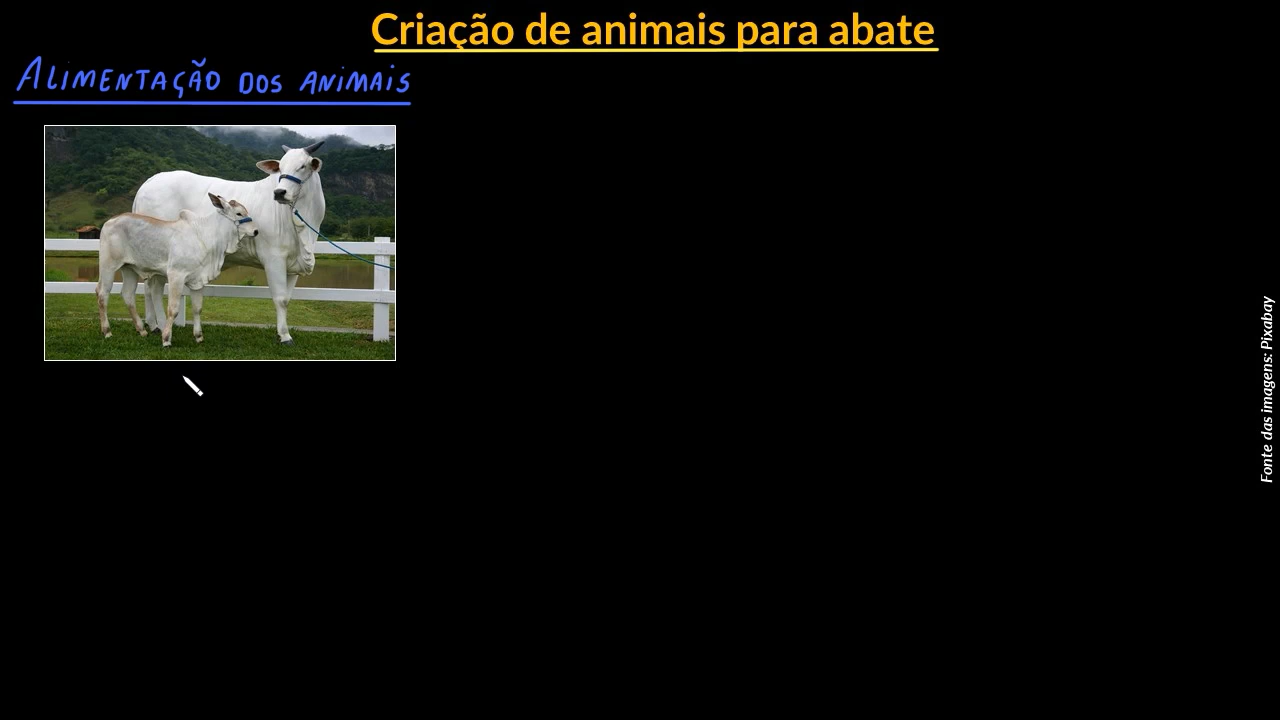 Criação de animais para abate
ALIMENTAÇÃO DOS ANIMAIS
Fonte das imagens: Pixabay